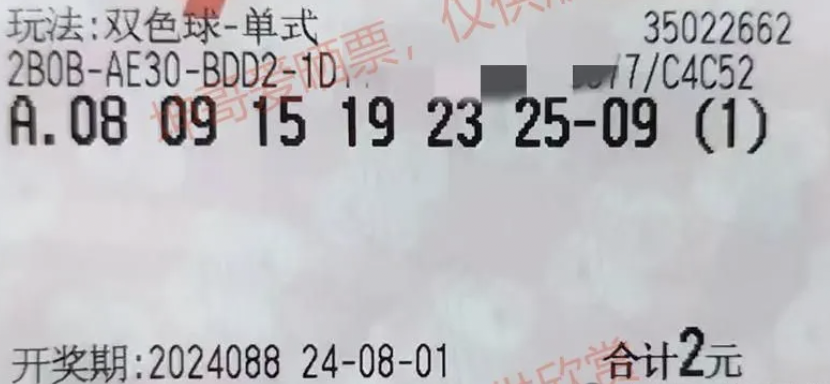 玩法:双色球-单式 35022662
2B0B-AE30-BDD2-1D 7/C4C52
A.08 09 15 19 23 25-09 (1)
开奖期:2024088 24-08-01 合计2元